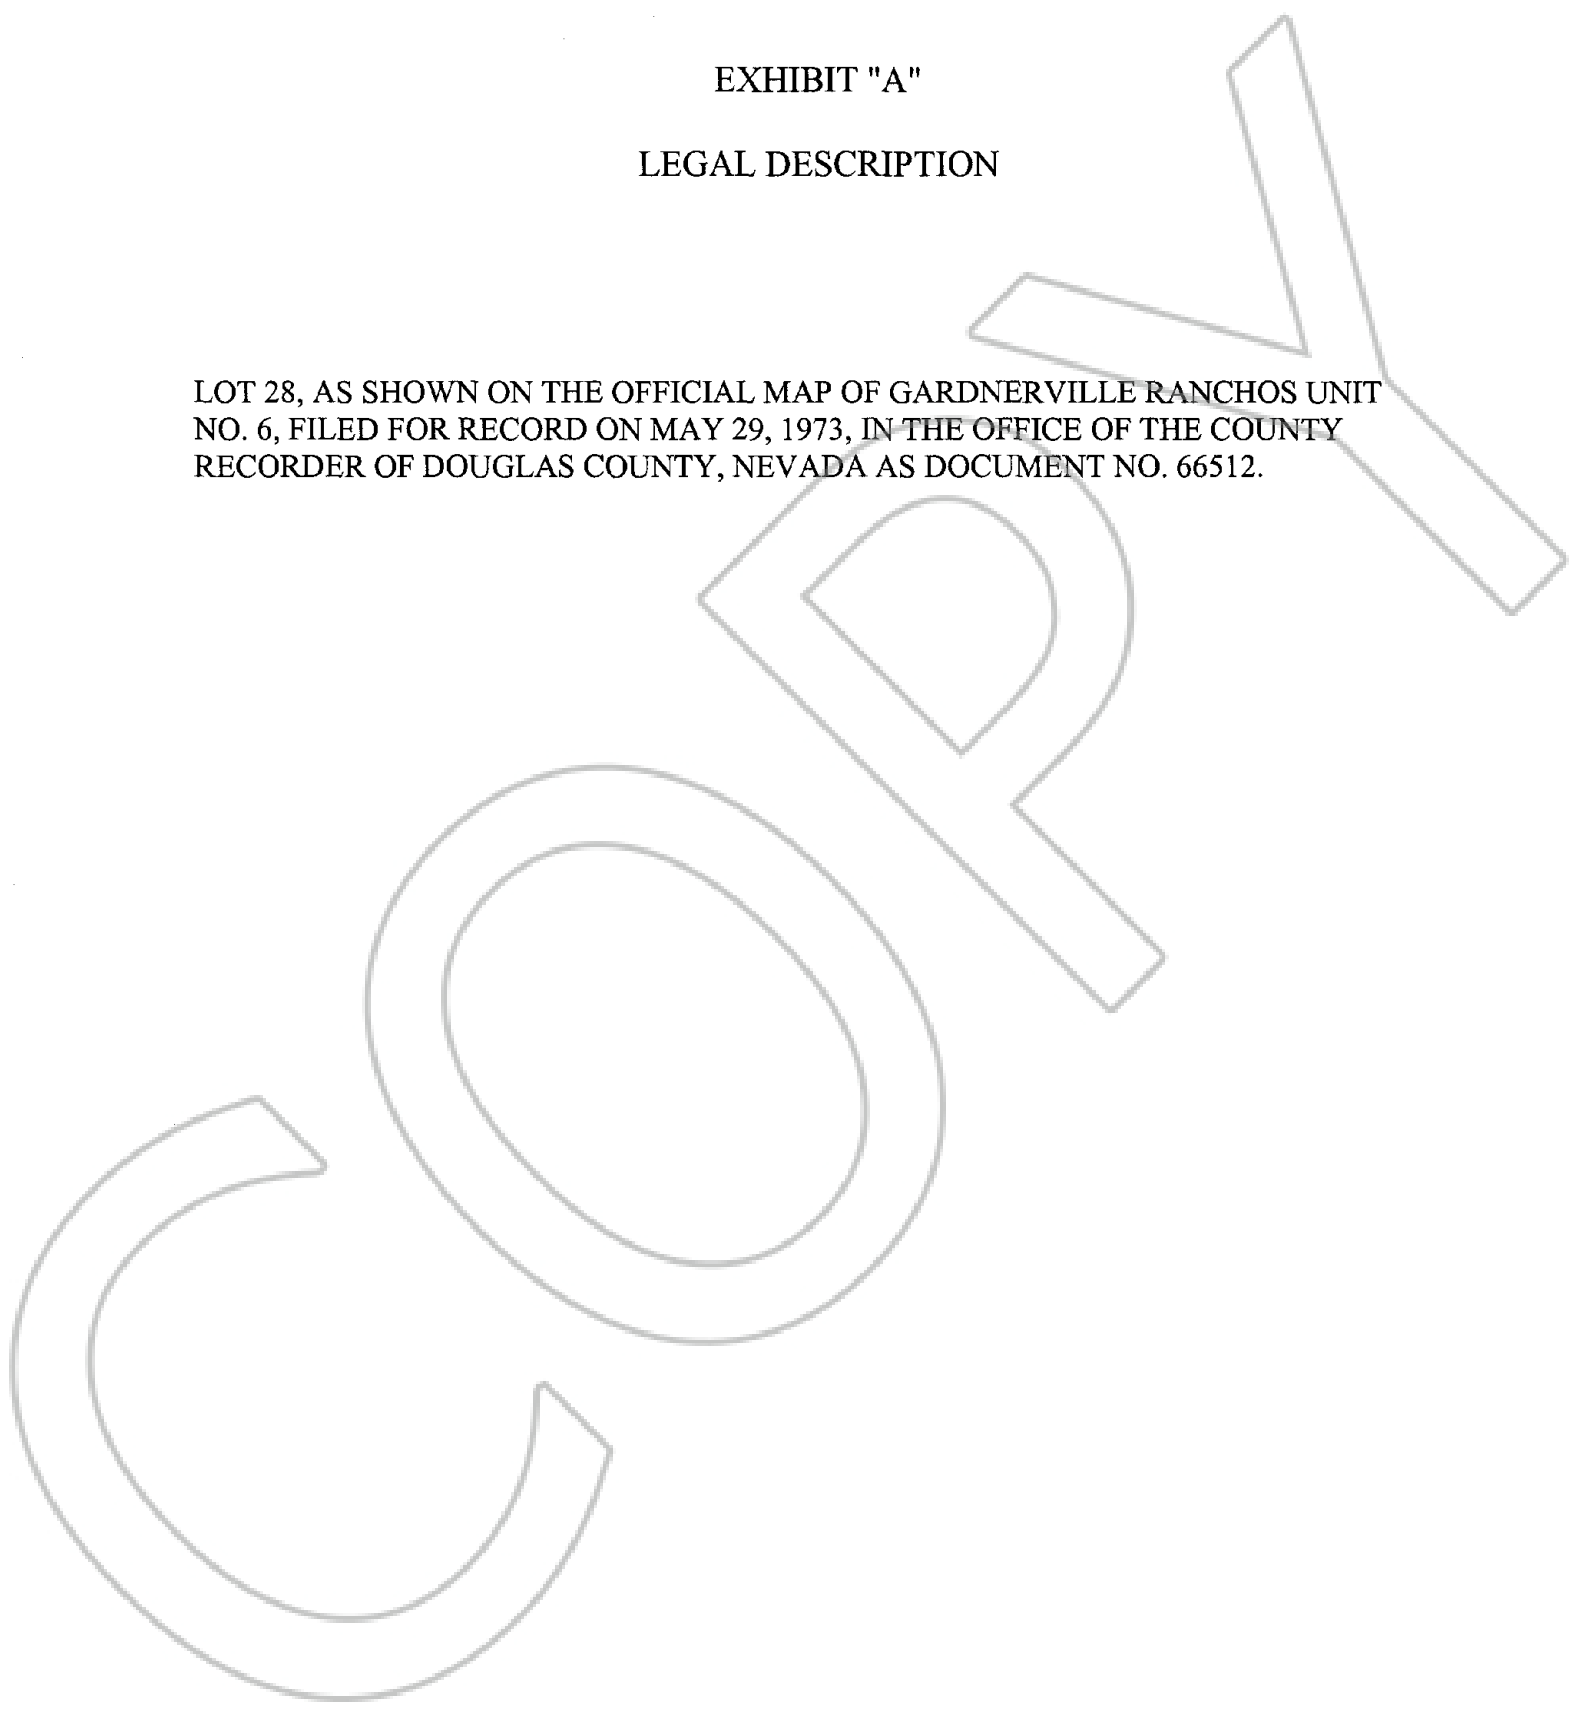 EXHIBIT "A"
LEGAL DESCRIPTION
LOT 28, AS SHOWN ON THE OFFICIAL MAP OF GARDNERVILLE RANCHOS UNIT
NO. 6, FILED FOR RECORD ON MAY 29, 1973, IN THE OFFICE OF THE COUNTY
RECORDER OF DOUGLAS COUNTY, NEVADA AS DOCUMENT NO. 66512.
COPY